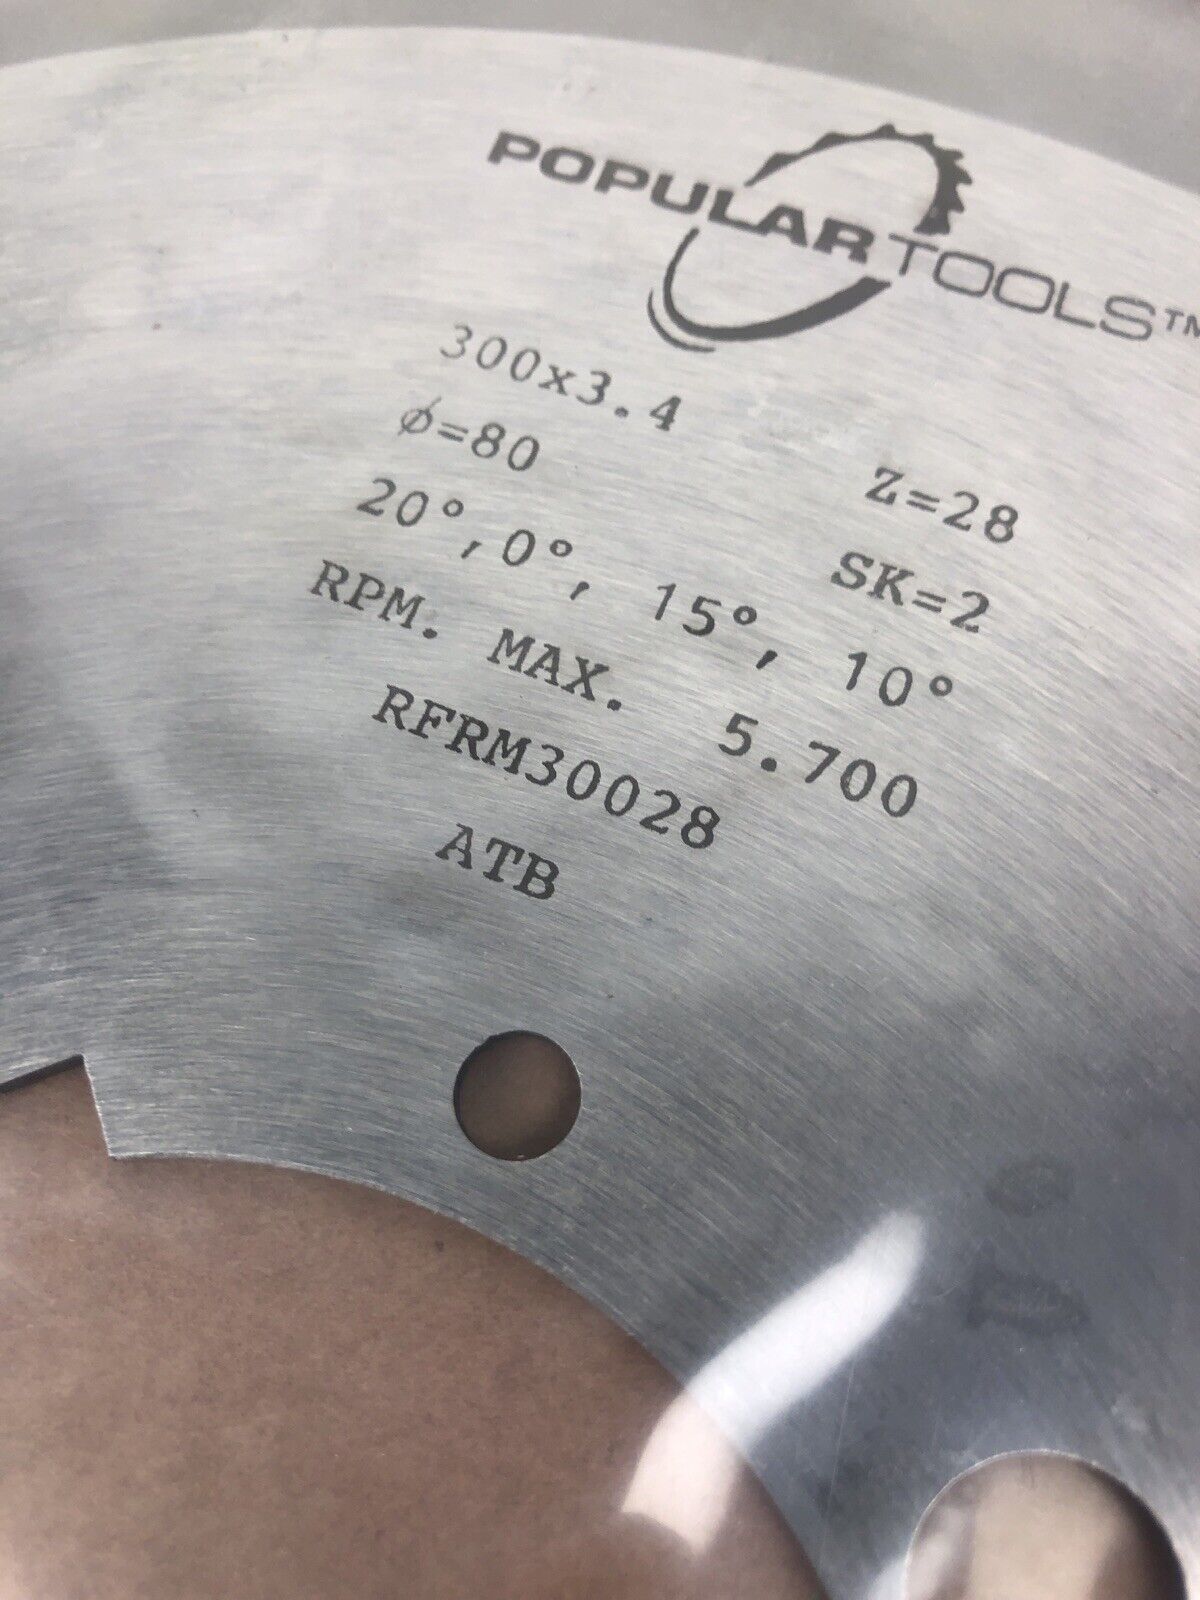 POPULARTOOLS™
300x3.4 Z=28
ø=80 SK=2
20°,0°, 15°, 10°
RPM. MAX. 5.700
RFRM30028
ATB